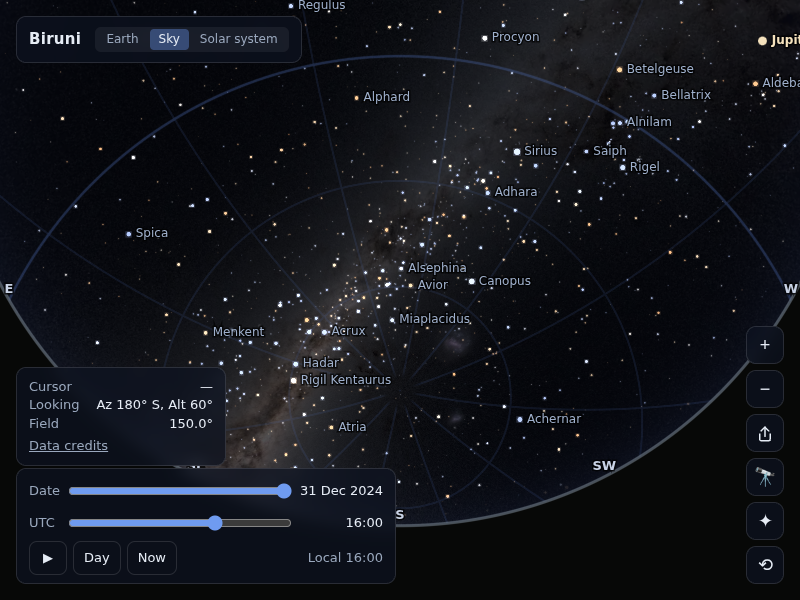 Regulus
Biruni
Earth
Sky
Solar system
Procyon
Betelgeuse
Bellatrix
Alphard
Alnilam
Sirius
Saiph
Rigel
Adhara
Spica
Alsephina
Avior
Canopus
E
W
Miaplacidus
Menkent
Acrux
Hadar
Rigil Kentaurus
Achernar
Atria
SW
S
Cursor —
Looking Az 180° S, Alt 60°
Field 150.0°
Data credits
Date 31 Dec 2024
UTC 16:00
▶ Day Now Local 16:00
+
−